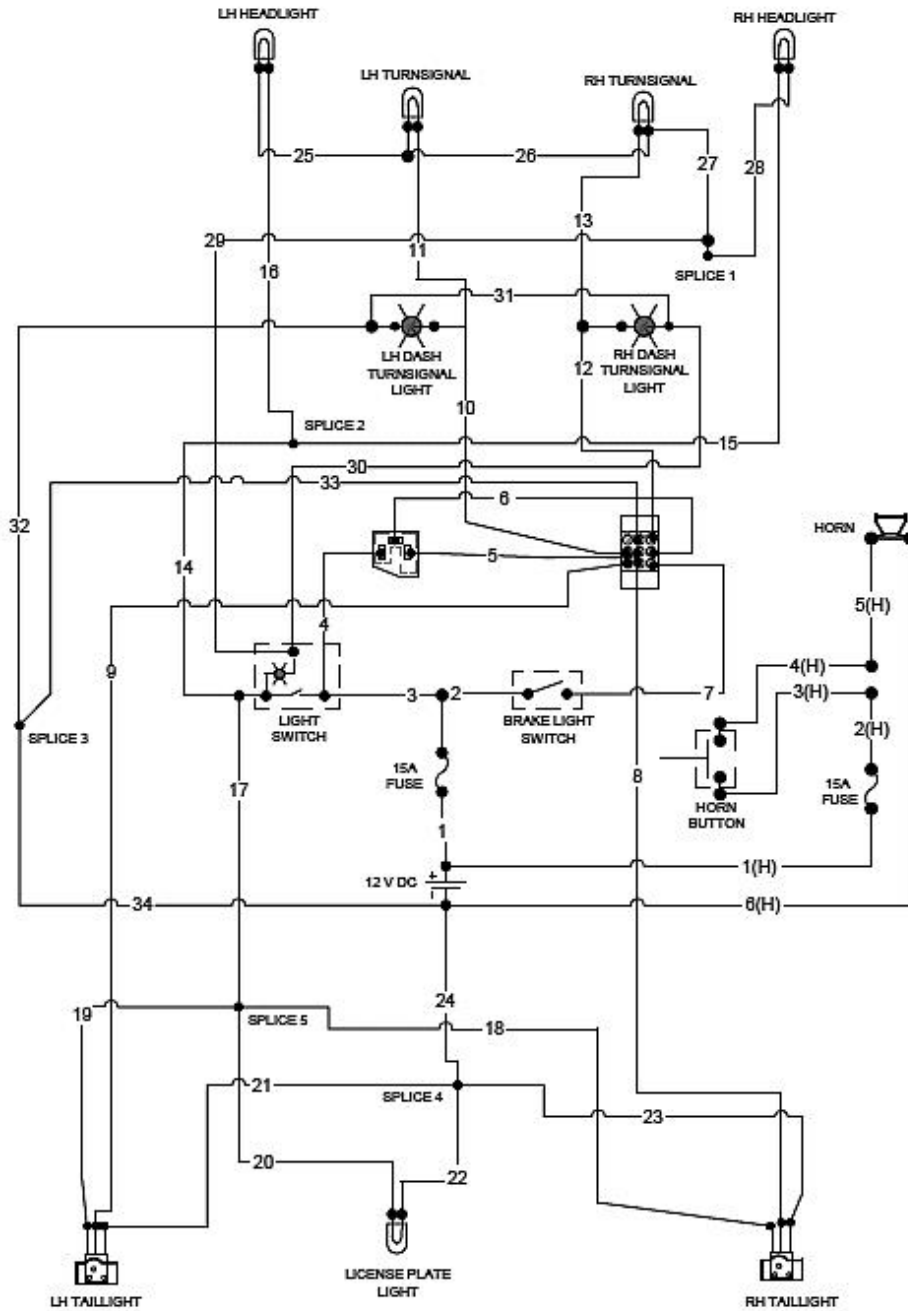 LH HEADLIGHT
RH HEADLIGHT
LH TURNSIGNAL
RH TURNSIGNAL
25
26
27
28
13
29
11
16
SPLICE 1
31
LH DASH
TURNSIGNAL
LIGHT
RH DASH
TURNSIGNAL
LIGHT
12
10
SPLICE 2
15
30
33
6
32
HORN
5
14
5(H)
4
9
4(H)
3(H)
3
2
7
LIGHT
SWITCH
BRAKE LIGHT
SWITCH
SPLICE 3
2(H)
15A
FUSE
8
17
15A
FUSE
HORN
BUTTON
1
1(H)
+
12 V DC
-
34
6(H)
24
19
SPLICE 5
18
21
SPLICE 4
23
20
22
LICENSE PLATE
LIGHT
LH TAILLIGHT
RH TAILLIGHT